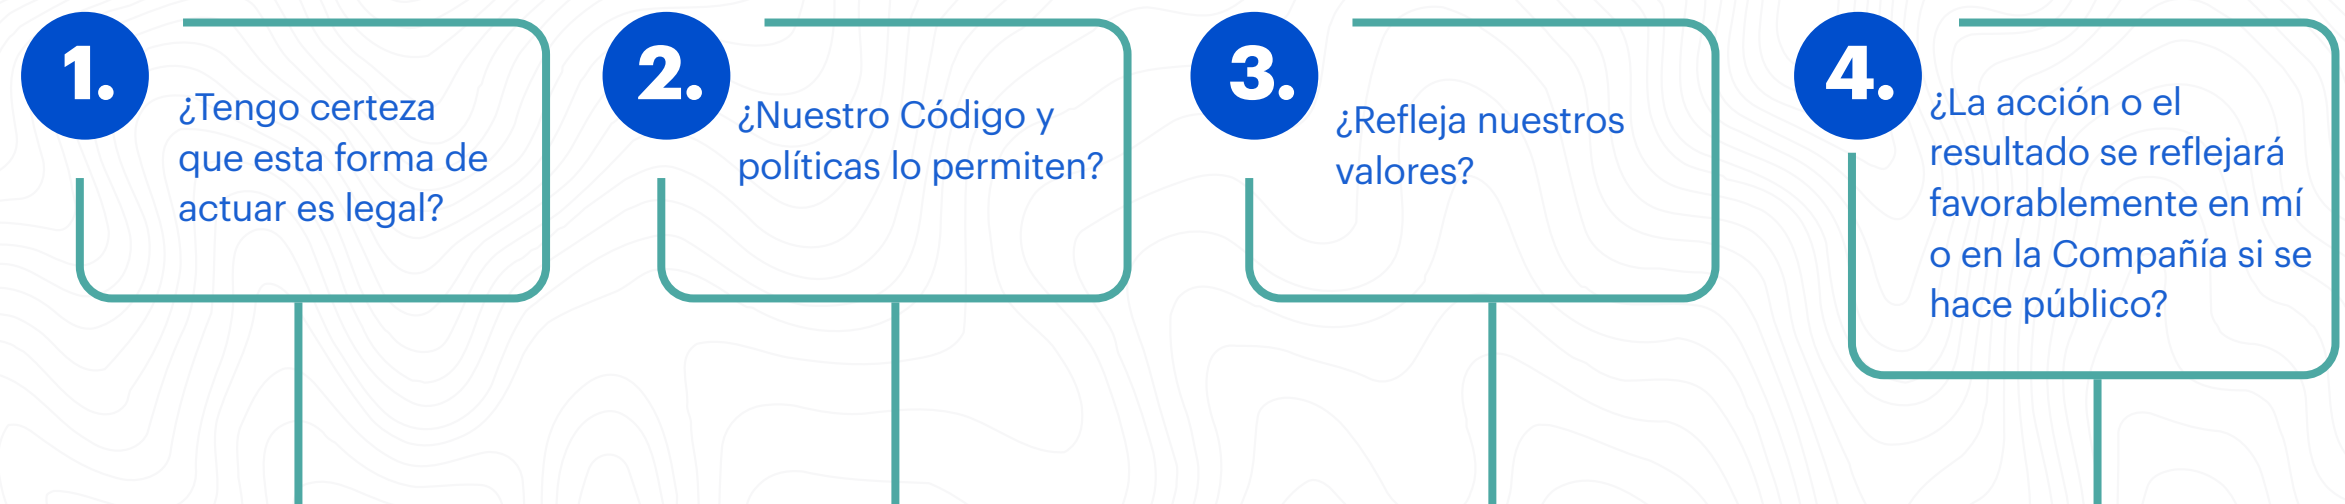 1.
¿Tengo certeza
que esta forma de
actuar es legal?
2.
¿Nuestro Código y
políticas lo permiten?
3.
¿Refleja nuestros
valores?
4.
¿La acción o el
resultado se reflejará
favorablemente en mí
o en la Compañía si se
hace público?